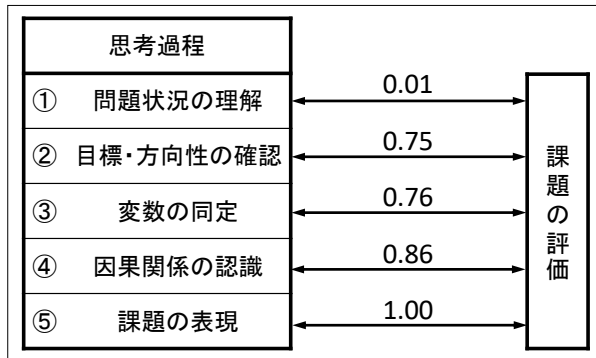 思考過程
① 問題状況の理解
0.01
② 目標・方向性の確認
0.75
③ 変数の同定
0.76
④ 因果関係の認識
0.86
⑤ 課題の表現
1.00
課題の評価